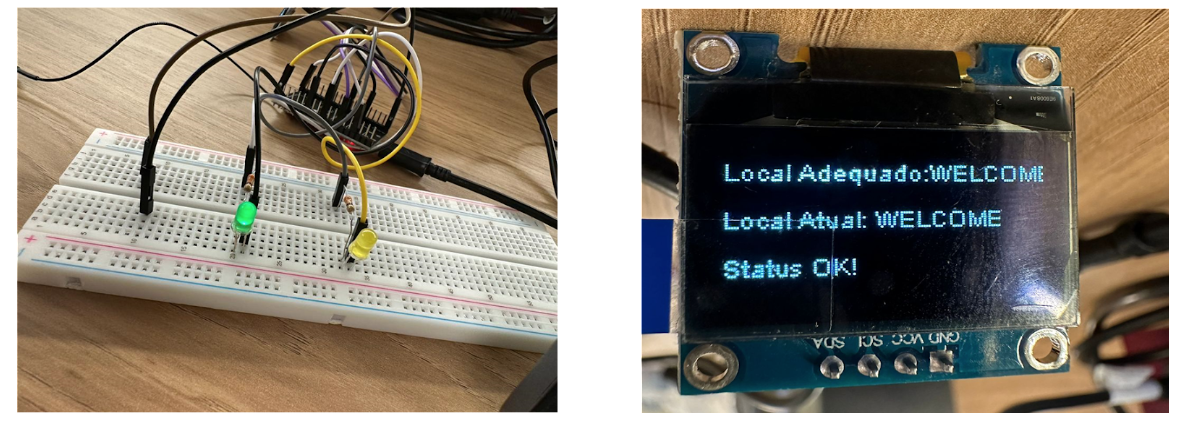 Local Adequado:WELCOME
Local Atual: WELCOME
Status OK!
GND VCC SCL SDA